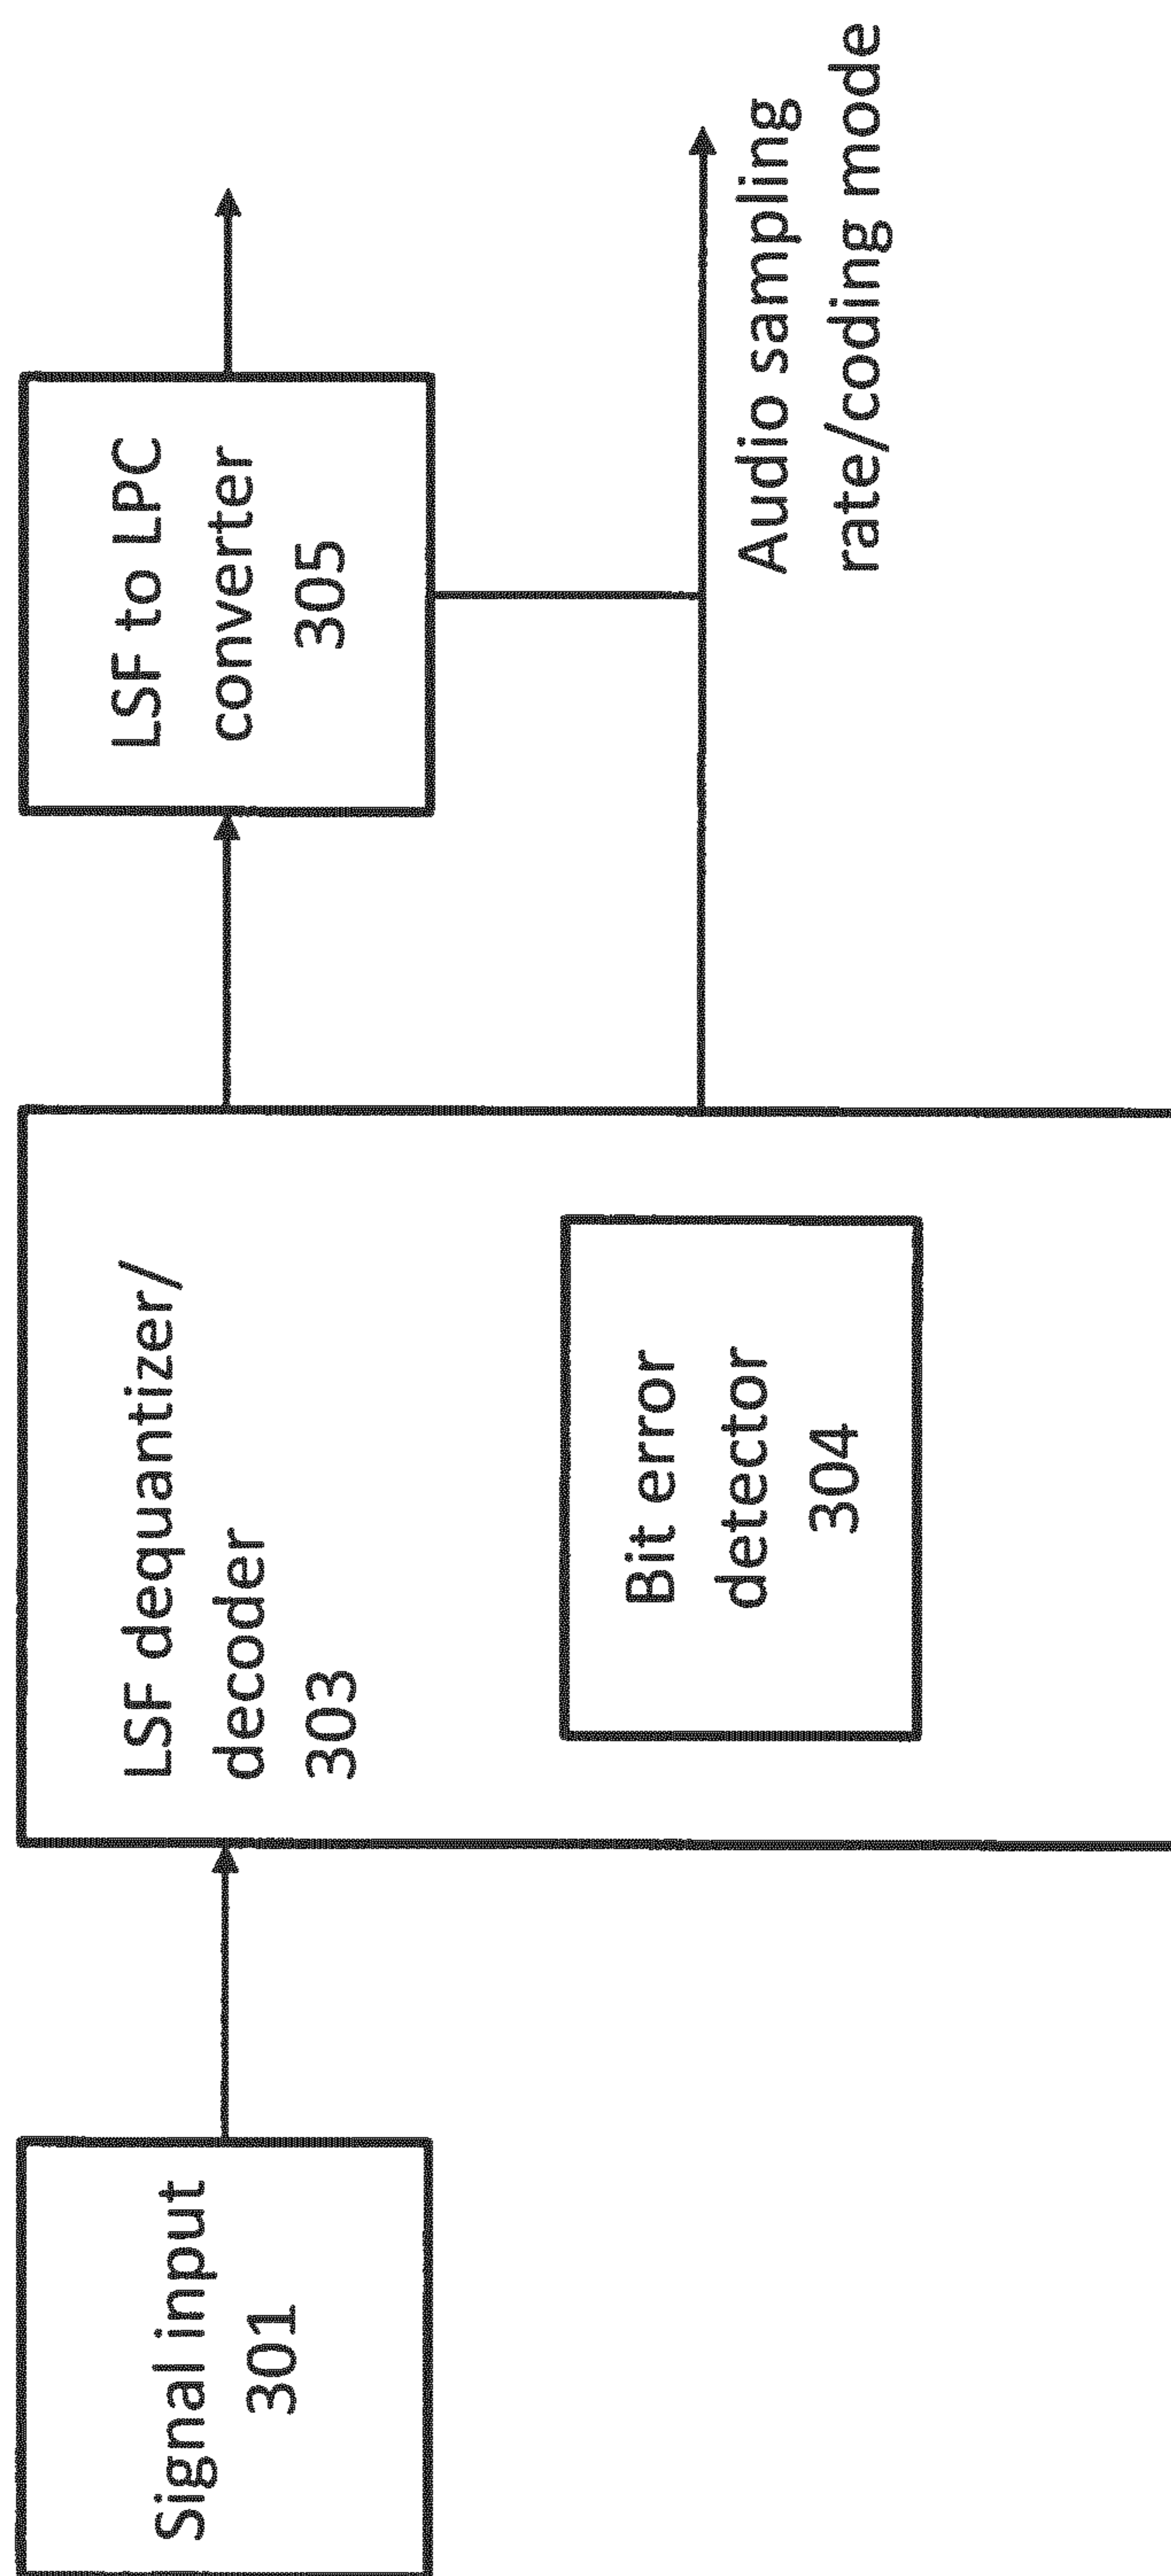 Signal input
301
LSF dequantizer/
decoder
303
Bit error
detector
304
LSF to LPC
converter
305
Audio sampling
rate/coding mode